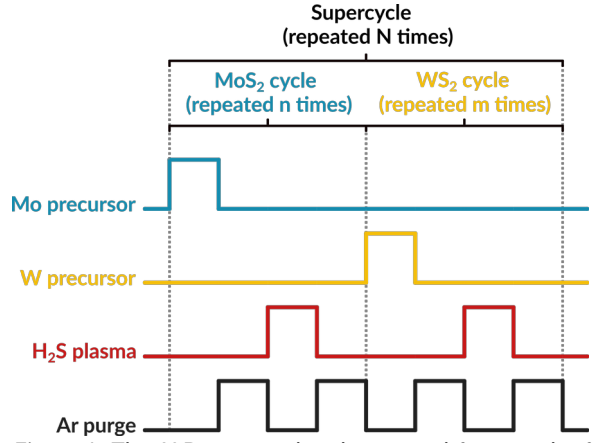 Supercycle
(repeated N times)
MoS₂ cycle
(repeated n times)
WS₂ cycle
(repeated m times)
Mo precursor
W precursor
H₂S plasma
Ar purge